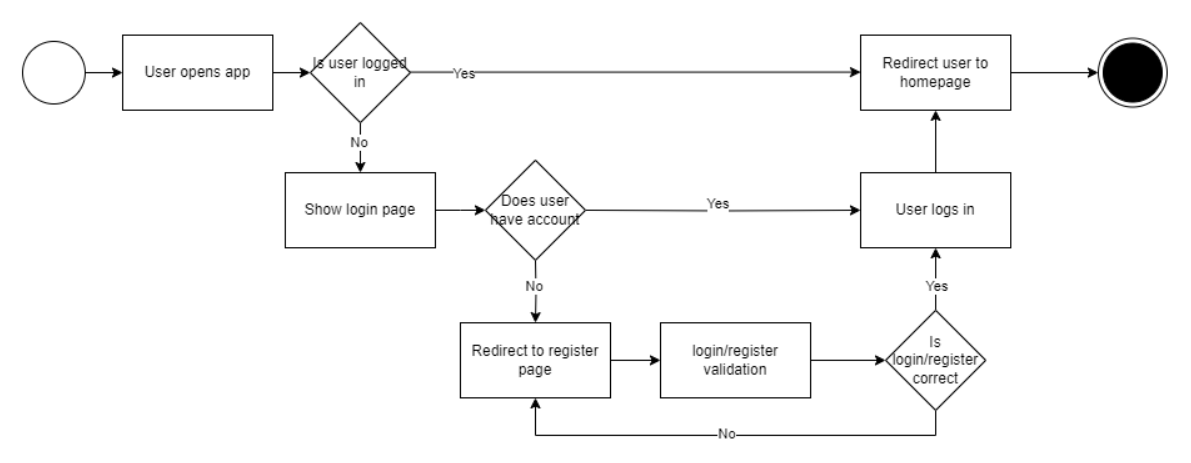 User opens app
Is user logged
in
Yes
Redirect user to
homepage
No
Show login page
Does user
have account
Yes
User logs in
No
Yes
Redirect to register
page
login/register
validation
Is
login/register
correct
No